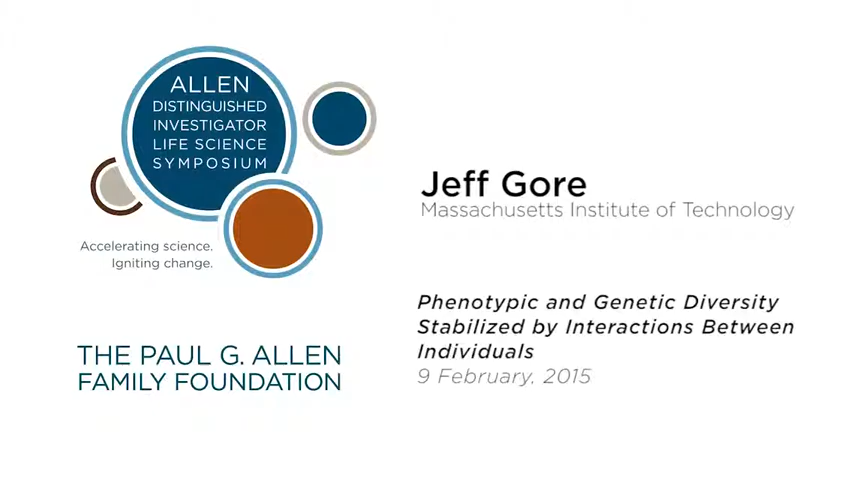 ALLEN
DISTINGUISHED
INVESTIGATOR
LIFE SCIENCE
SYMPOSIUM
Accelerating science.
Igniting change.
THE PAUL G. ALLEN
FAMILY FOUNDATION
Jeff Gore
Massachusetts Institute of Technology
Phenotypic and Genetic Diversity
Stabilized by Interactions Between
Individuals
9 February, 2015